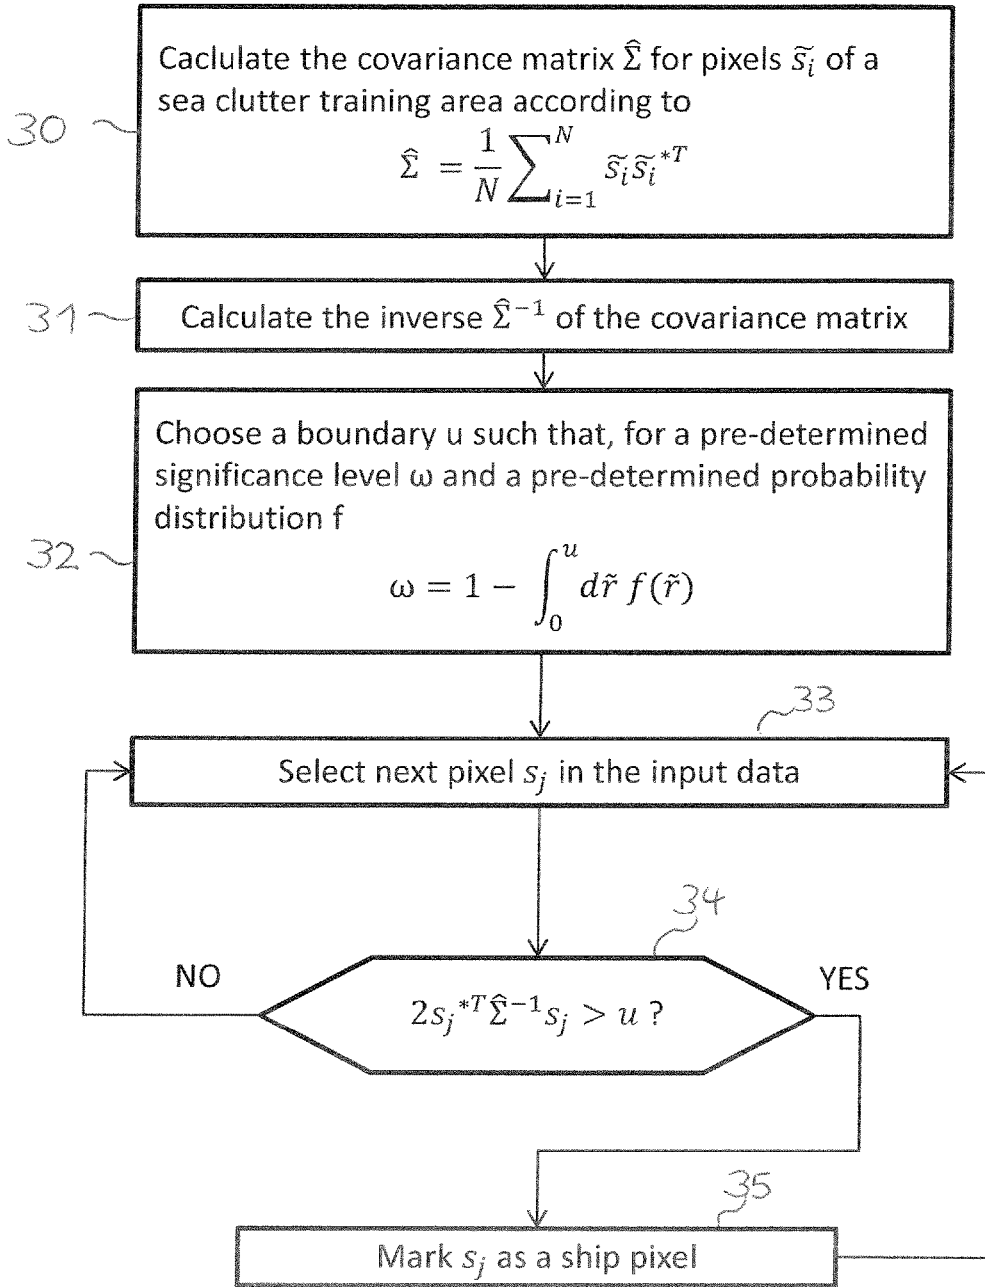 Caclulate the covariance matrix Σ̂ for pixels s̃ᵢ of a
sea clutter training area according to
30
Σ̂ = 1/N ∑ᵢ₌₁ᴺ s̃ᵢ s̃ᵢ*ᵀ
31
Calculate the inverse Σ̂⁻¹ of the covariance matrix
Choose a boundary u such that, for a pre-determined
significance level ω and a pre-determined probability
distribution f
32
ω = 1 − ∫₀ᵘ dr̃ f(r̃)
33
Select next pixel sⱼ in the input data
34
NO
YES
2sⱼ*ᵀ Σ̂⁻¹ sⱼ > u ?
35
Mark sⱼ as a ship pixel